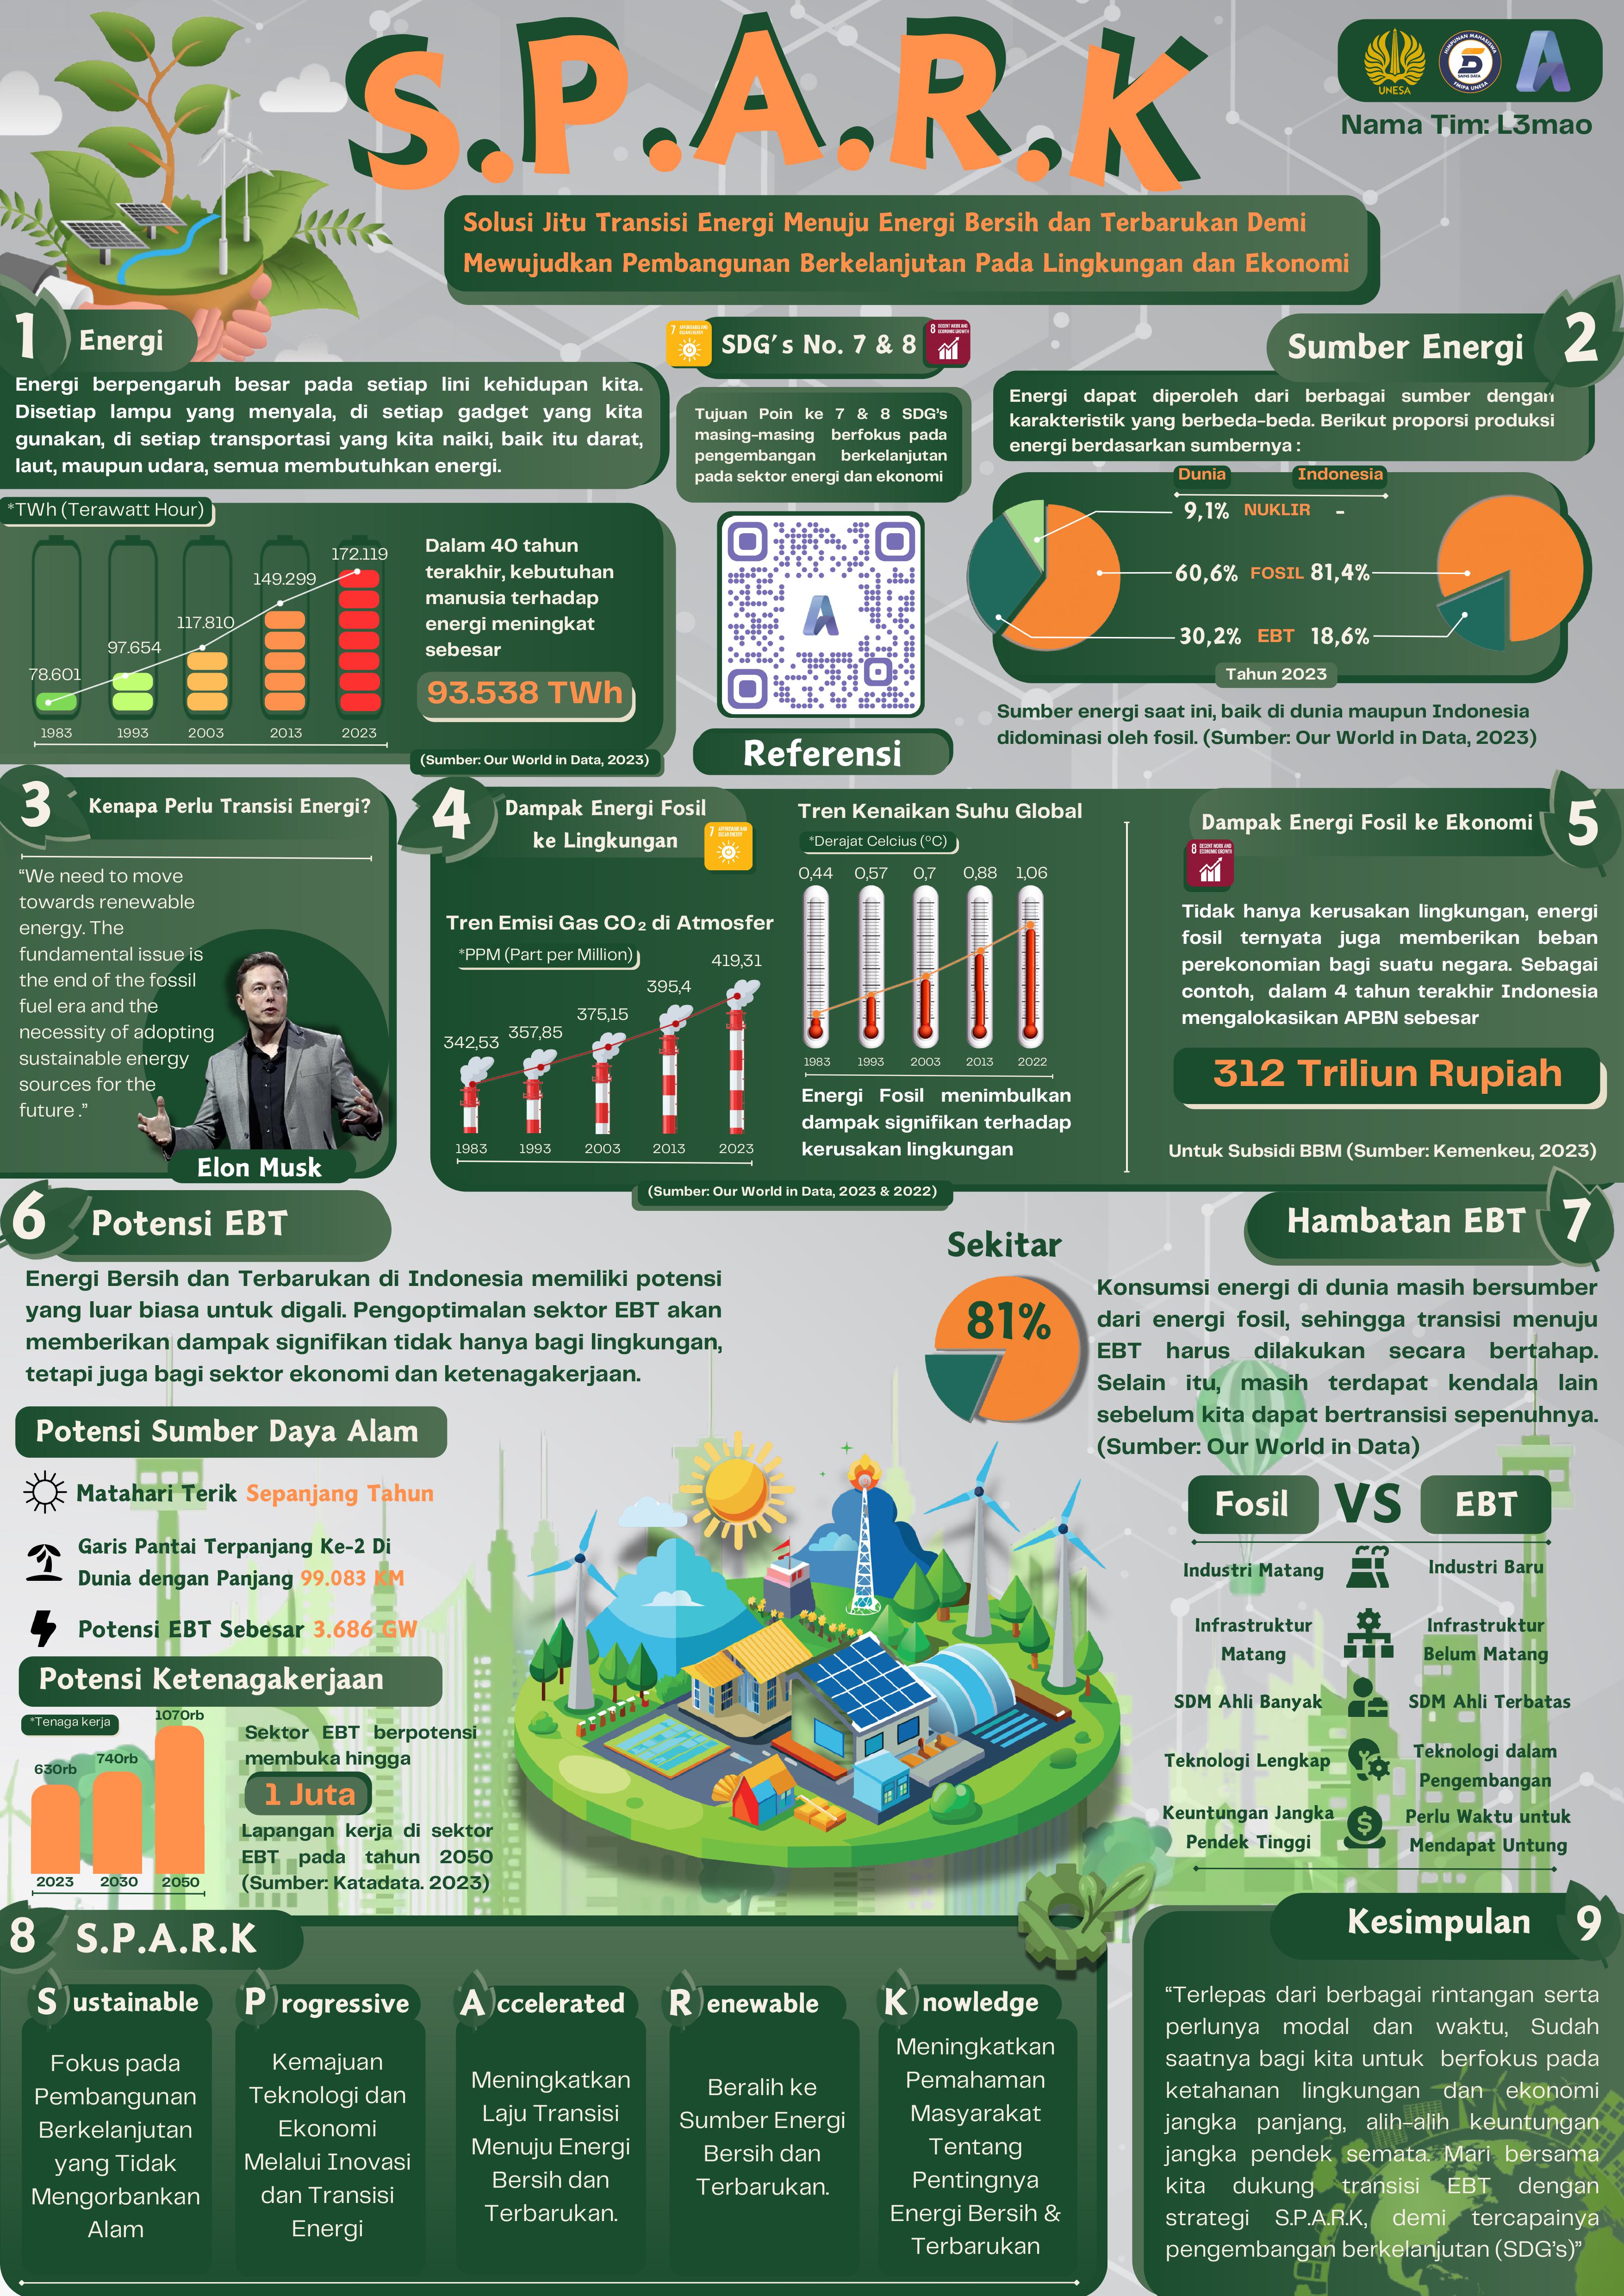 S.P.A.R.K
UNESA
HIMPUNAN MAHASISWA
SAINS DATA
FMIPA UNESA
Nama Tim: L3mao
Solusi Jitu Transisi Energi Menuju Energi Bersih dan Terbarukan Demi
Mewujudkan Pembangunan Berkelanjutan Pada Lingkungan dan Ekonomi
1 Energi
Energi berpengaruh besar pada setiap lini kehidupan kita.
Disetiap lampu yang menyala, di setiap gadget yang kita
gunakan, di setiap transportasi yang kita naiki, baik itu darat,
laut, maupun udara, semua membutuhkan energi.
*TWh (Terawatt Hour)
78.601
97.654
117.810
149.299
172.119
1983 1993 2003 2013 2023
Dalam 40 tahun
terakhir, kebutuhan
manusia terhadap
energi meningkat
sebesar
93.538 TWh
(Sumber: Our World in Data, 2023)
7 AFFORDABLE AND CLEAN ENERGY
SDG's No. 7 & 8
8 DECENT WORK AND ECONOMIC GROWTH
Tujuan Poin ke 7 & 8 SDG's
masing-masing berfokus pada
pengembangan berkelanjutan
pada sektor energi dan ekonomi
Referensi
Sumber Energi 2
Energi dapat diperoleh dari berbagai sumber dengan
karakteristik yang berbeda-beda. Berikut proporsi produksi
energi berdasarkan sumbernya :
Dunia Indonesia
9,1% NUKLIR -
60,6% FOSIL 81,4%
30,2% EBT 18,6%
Tahun 2023
Sumber energi saat ini, baik di dunia maupun Indonesia
didominasi oleh fosil. (Sumber: Our World in Data, 2023)
3 Kenapa Perlu Transisi Energi?
“We need to move
towards renewable
energy. The
fundamental issue is
the end of the fossil
fuel era and the
necessity of adopting
sustainable energy
sources for the
future .”
Elon Musk
4 Dampak Energi Fosil
ke Lingkungan
7 AFFORDABLE AND CLEAN ENERGY
Tren Emisi Gas CO₂ di Atmosfer
*PPM (Part per Million)
342,53
357,85
375,15
395,4
419,31
1983 1993 2003 2013 2023
Tren Kenaikan Suhu Global
*Derajat Celcius (°C)
0,44 0,57 0,7 0,88 1,06
1983 1993 2003 2013 2022
Energi Fosil menimbulkan
dampak signifikan terhadap
kerusakan lingkungan
(Sumber: Our World in Data, 2023 & 2022)
Dampak Energi Fosil ke Ekonomi 5
8 DECENT WORK AND ECONOMIC GROWTH
Tidak hanya kerusakan lingkungan, energi
fosil ternyata juga memberikan beban
perekonomian bagi suatu negara. Sebagai
contoh, dalam 4 tahun terakhir Indonesia
mengalokasikan APBN sebesar
312 Triliun Rupiah
Untuk Subsidi BBM (Sumber: Kemenkeu, 2023)
6 Potensi EBT
Energi Bersih dan Terbarukan di Indonesia memiliki potensi
yang luar biasa untuk digali. Pengoptimalan sektor EBT akan
memberikan dampak signifikan tidak hanya bagi lingkungan,
tetapi juga bagi sektor ekonomi dan ketenagakerjaan.
Potensi Sumber Daya Alam
Matahari Terik Sepanjang Tahun
Garis Pantai Terpanjang Ke-2 Di
Dunia dengan Panjang 99.083 KM
Potensi EBT Sebesar 3.686 GW
Potensi Ketenagakerjaan
*Tenaga kerja
630rb
740rb
1070rb
2023 2030 2050
Sektor EBT berpotensi
membuka hingga
1 Juta
Lapangan kerja di sektor
EBT pada tahun 2050
(Sumber: Katadata. 2023)
Sekitar
81%
Hambatan EBT 7
Konsumsi energi di dunia masih bersumber
dari energi fosil, sehingga transisi menuju
EBT harus dilakukan secara bertahap.
Selain itu, masih terdapat kendala lain
sebelum kita dapat bertransisi sepenuhnya.
(Sumber: Our World in Data)
Fosil VS EBT
Industri Matang
Industri Baru
Infrastruktur
Matang
Infrastruktur
Belum Matang
SDM Ahli Banyak
SDM Ahli Terbatas
Teknologi Lengkap
Teknologi dalam
Pengembangan
Keuntungan Jangka
Pendek Tinggi
Perlu Waktu untuk
Mendapat Untung
8 S.P.A.R.K
Sustainable
Fokus pada
Pembangunan
Berkelanjutan
yang Tidak
Mengorbankan
Alam
Progressive
Kemajuan
Teknologi dan
Ekonomi
Melalui Inovasi
dan Transisi
Energi
Accelerated
Meningkatkan
Laju Transisi
Menuju Energi
Bersih dan
Terbarukan.
Renewable
Beralih ke
Sumber Energi
Bersih dan
Terbarukan.
Knowledge
Meningkatkan
Pemahaman
Masyarakat
Tentang
Pentingnya
Energi Bersih &
Terbarukan
Kesimpulan 9
“Terlepas dari berbagai rintangan serta
perlunya modal dan waktu, Sudah
saatnya bagi kita untuk berfokus pada
ketahanan lingkungan dan ekonomi
jangka panjang, alih-alih keuntungan
jangka pendek semata. Mari bersama
kita dukung transisi EBT dengan
strategi S.P.A.R.K, demi tercapainya
pengembangan berkelanjutan (SDG's)”